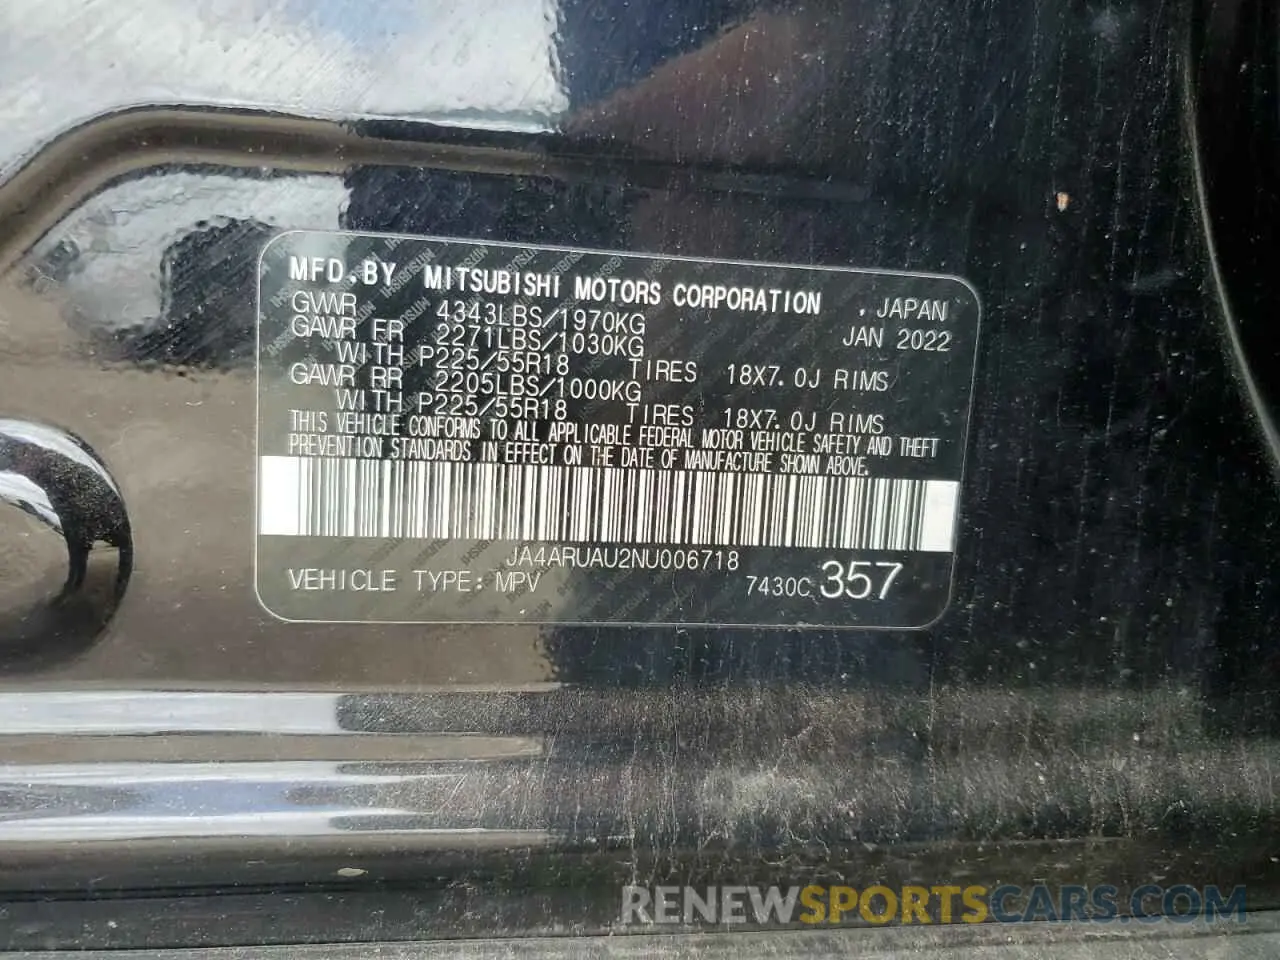 MFD.BY MITSUBISHI MOTORS CORPORATION , JAPAN
GVWR 4343LBS/1970KG JAN 2022
GAWR FR 2271LBS/1030KG
WITH P225/55R18 TIRES 18X7.0J RIMS
GAWR RR 2205LBS/1000KG
WITH P225/55R18 TIRES 18X7.0J RIMS
THIS VEHICLE CONFORMS TO ALL APPLICABLE FEDERAL MOTOR VEHICLE SAFETY AND THEFT
PREVENTION STANDARDS IN EFFECT ON THE DATE OF MANUFACTURE SHOWN ABOVE.
JA4ARUAU2NU006718
VEHICLE TYPE: MPV 7430C 357
RENEWSPORTSCARS.COM